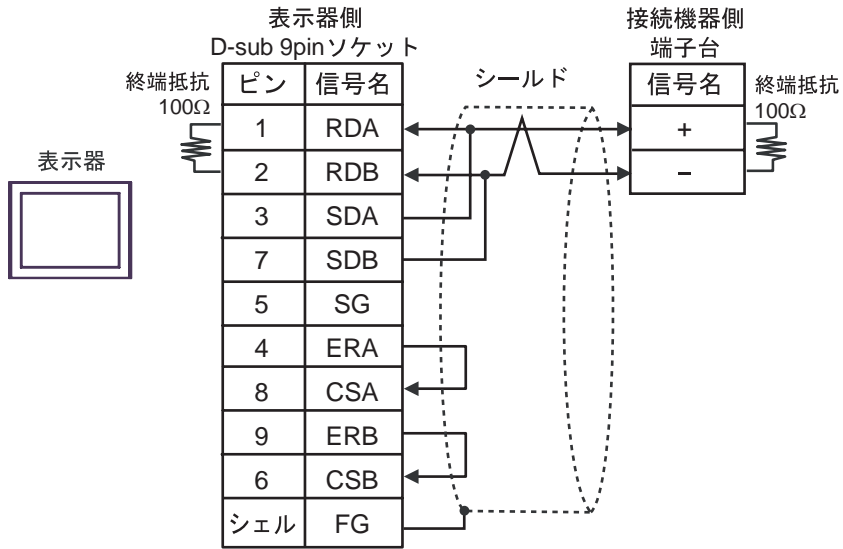 表示器側
D-sub 9pinソケット
接続機器側
端子台
終端抵抗
100Ω
ピン 信号名
シールド
信号名
終端抵抗
100Ω
1 RDA
+
2 RDB
−
表示器
3 SDA
7 SDB
5 SG
4 ERA
8 CSA
9 ERB
6 CSB
シェル FG